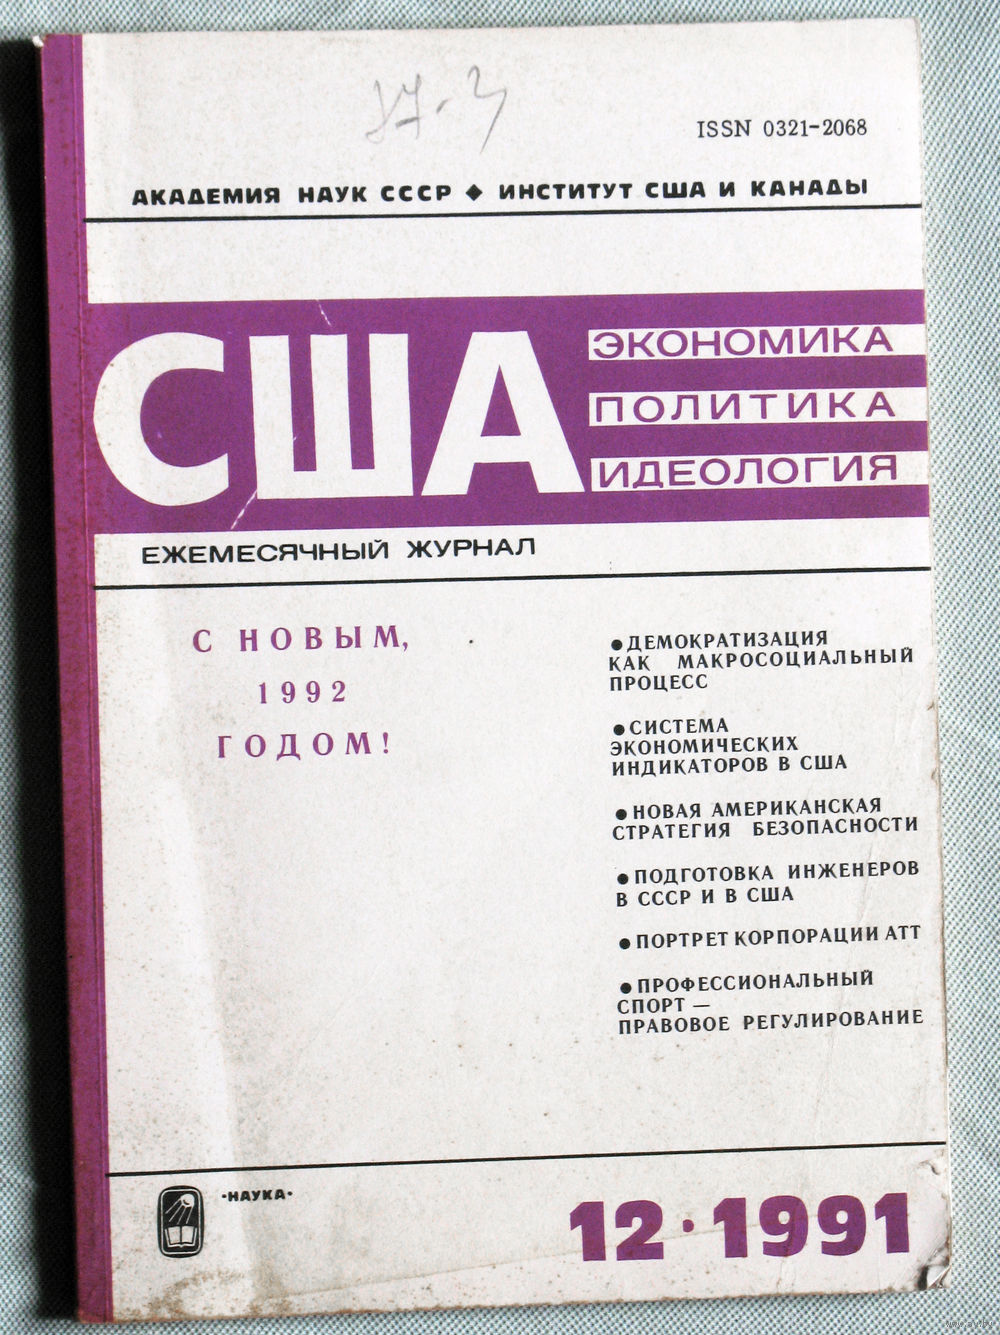 ISSN 0321-2068
АКАДЕМИЯ НАУК СССР ◆ ИНСТИТУТ США И КАНАДЫ
США
ЭКОНОМИКА
ПОЛИТИКА
ИДЕОЛОГИЯ
ЕЖЕМЕСЯЧНЫЙ ЖУРНАЛ
С НОВЫМ,
1992
ГОДОМ!
●ДЕМОКРАТИЗАЦИЯ
КАК МАКРОСОЦИАЛЬНЫЙ
ПРОЦЕСС
●СИСТЕМА
ЭКОНОМИЧЕСКИХ
ИНДИКАТОРОВ В США
●НОВАЯ АМЕРИКАНСКАЯ
СТРАТЕГИЯ БЕЗОПАСНОСТИ
●ПОДГОТОВКА ИНЖЕНЕРОВ
В СССР И В США
●ПОРТРЕТ КОРПОРАЦИИ АТТ
●ПРОФЕССИОНАЛЬНЫЙ
СПОРТ —
ПРАВОВОЕ РЕГУЛИРОВАНИЕ
·НАУКА·
12·1991